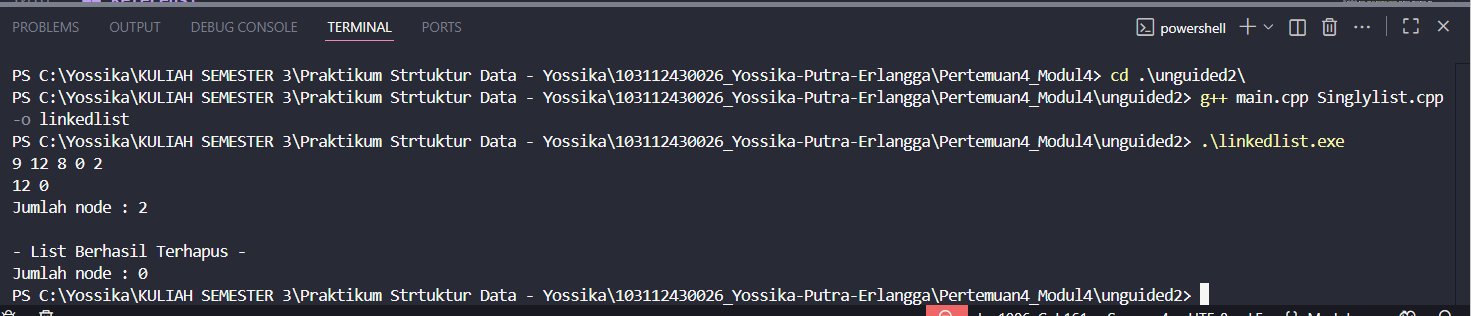 PROBLEMS OUTPUT DEBUG CONSOLE TERMINAL PORTS powershell
PS C:\Yossika\KULIAH SEMESTER 3\Praktikum Strtuktur Data - Yossika\103112430026_Yossika-Putra-Erlangga\Pertemuan4_Modul4> cd .\unguided2\
PS C:\Yossika\KULIAH SEMESTER 3\Praktikum Strtuktur Data - Yossika\103112430026_Yossika-Putra-Erlangga\Pertemuan4_Modul4\unguided2> g++ main.cpp Singlylist.cpp
-o linkedlist
PS C:\Yossika\KULIAH SEMESTER 3\Praktikum Strtuktur Data - Yossika\103112430026_Yossika-Putra-Erlangga\Pertemuan4_Modul4\unguided2> .\linkedlist.exe
9 12 8 0 2
12 0
Jumlah node : 2
- List Berhasil Terhapus -
Jumlah node : 0
PS C:\Yossika\KULIAH SEMESTER 3\Praktikum Strtuktur Data - Yossika\103112430026_Yossika-Putra-Erlangga\Pertemuan4_Modul4\unguided2>